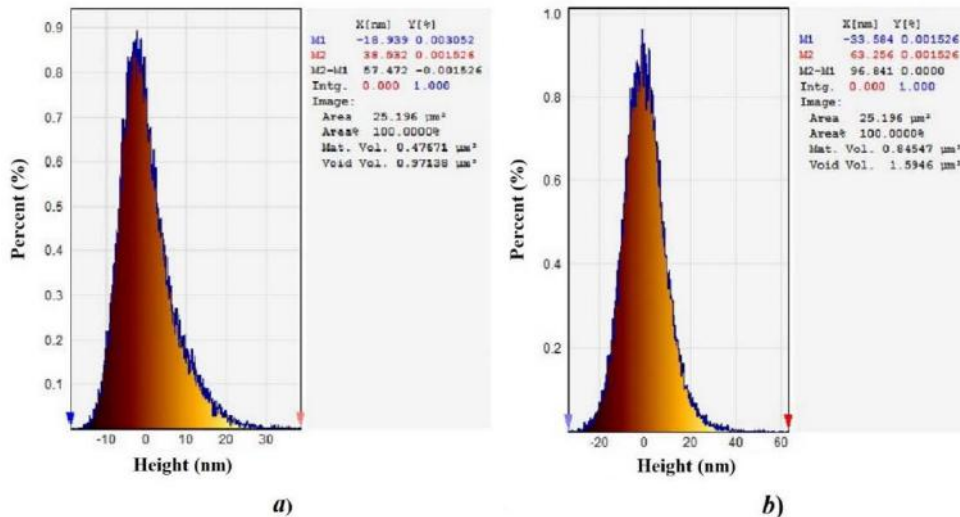 X[nm] Y[%]
M1 -18.939 0.003052
M2 38.532 0.001526
M2-M1 57.472 -0.001526
Intg. 0.000 1.000
Image:
Area 25.196 µm²
Area% 100.0000%
Mat. Vol. 0.47671 µm³
Void Vol. 0.97138 µm³
0.9
0.8
0.7
0.6
0.5
0.4
0.3
0.2
0.1
Percent (%)
-10 0 10 20 30
Height (nm)
a)
X[nm] Y[%]
M1 -33.584 0.001526
M2 63.256 0.001526
M2-M1 96.841 0.0000
Intg. 0.000 1.000
Image:
Area 25.196 µm²
Area% 100.0000%
Mat. Vol. 0.84547 µm³
Void Vol. 1.5946 µm³
1.0
0.8
0.6
0.4
0.2
Percent (%)
-20 0 20 40 60
Height (nm)
b)